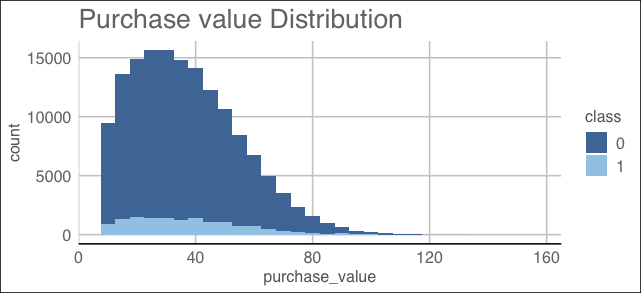 Purchase value Distribution
count
15000
10000
5000
0
0 40 80 120 160
purchase_value
class
0
1